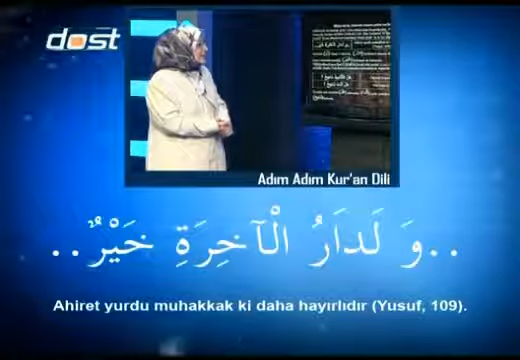 dost
Adım Adım Kur'an Dili
..وَ لَدَارُ الْآخِرَةِ خَيْرٌ..
Ahiret yurdu muhakkak ki daha hayırlıdır (Yusuf, 109).